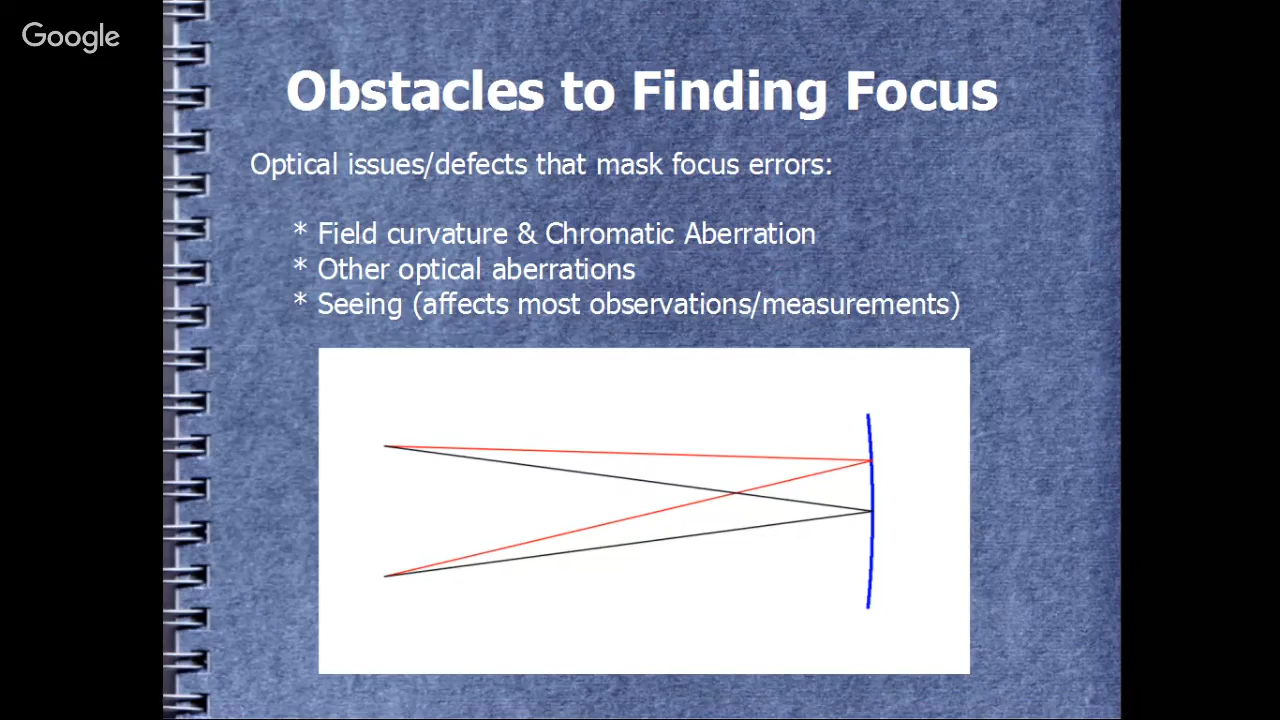 Google
Obstacles to Finding Focus
Optical issues/defects that mask focus errors:
* Field curvature & Chromatic Aberration
* Other optical aberrations
* Seeing (affects most observations/measurements)